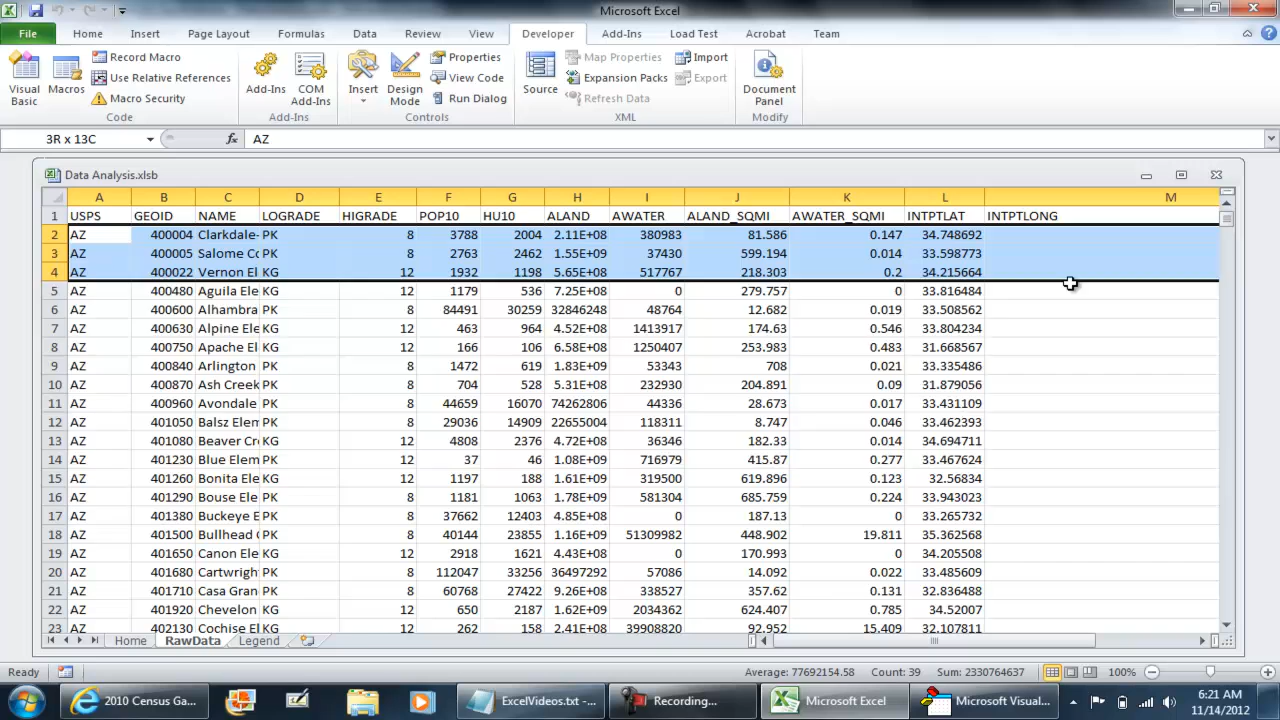 Microsoft Excel
File Home Insert Page Layout Formulas Data Review View Developer Add-Ins Load Test Acrobat Team
Visual Basic
Macros
Record Macro
Use Relative References
Macro Security
Code
Add-Ins
COM Add-Ins
Add-Ins
Insert
Design Mode
Properties
View Code
Run Dialog
Controls
Source
Map Properties
Expansion Packs
Refresh Data
Import
Export
XML
Document Panel
Modify
3R x 13C fx AZ
Data Analysis.xlsb
A B C D E F G H I J K L M
1 USPS GEOID NAME LOGRADE HIGRADE POP10 HU10 ALAND AWATER ALAND_SQMI AWATER_SQMI INTPTLAT INTPTLONG
2 AZ 400004 Clarkdale- PK 8 3788 2004 2.11E+08 380983 81.586 0.147 34.748692
3 AZ 400005 Salome Co PK 8 2763 2462 1.55E+09 37430 599.194 0.014 33.598773
4 AZ 400022 Vernon El KG 12 1932 1198 5.65E+08 517767 218.303 0.2 34.215664
5 AZ 400480 Aguila Ele KG 12 1179 536 7.25E+08 0 279.757 0 33.816484
6 AZ 400600 Alhambra PK 8 84491 30259 32846248 48764 12.682 0.019 33.508562
7 AZ 400630 Alpine Ele KG 12 463 964 4.52E+08 1413917 174.63 0.546 33.804234
8 AZ 400750 Apache El KG 12 166 106 6.58E+08 1250407 253.983 0.483 31.668567
9 AZ 400840 Arlington PK 8 1472 619 1.83E+09 53343 708 0.021 33.335486
10 AZ 400870 Ash Creek PK 8 704 528 5.31E+08 232930 204.891 0.09 31.879056
11 AZ 400960 Avondale PK 8 44659 16070 74262806 44336 28.673 0.017 33.431109
12 AZ 401050 Balsz Elem PK 8 29036 14909 22655004 118311 8.747 0.046 33.462393
13 AZ 401080 Beaver Cr KG 12 4808 2376 4.72E+08 36346 182.33 0.014 34.694711
14 AZ 401230 Blue Elem PK 12 37 46 1.08E+09 716979 415.87 0.277 33.467624
15 AZ 401260 Bonita Ele KG 12 1197 188 1.61E+09 319500 619.896 0.123 32.56834
16 AZ 401290 Bouse Ele PK 8 1181 1063 1.78E+09 581304 685.759 0.224 33.943023
17 AZ 401380 Buckeye E PK 8 37662 12403 4.85E+08 0 187.13 0 33.265732
18 AZ 401500 Bullhead C PK 8 40144 23855 1.16E+09 51309982 448.902 19.811 35.362568
19 AZ 401650 Canon Ele KG 12 2918 1621 4.43E+08 0 170.993 0 34.205508
20 AZ 401680 Cartwright PK 8 112047 33256 36497292 57086 14.092 0.022 33.485609
21 AZ 401710 Casa Gran PK 8 60768 27422 9.26E+08 338527 357.62 0.131 32.836488
22 AZ 401920 Chevelon KG 12 650 2187 1.62E+09 2034362 624.407 0.785 34.52007
23 AZ 402130 Cochise El KG 12 262 158 2.41E+08 39908820 92.952 15.409 32.107811
Home RawData Legend
Ready Average: 77692154.58 Count: 39 Sum: 2330764637 100%
2010 Census Ga... ExcelVideos.txt -... Recording... Microsoft Excel Microsoft Visual... 6:21 AM
11/14/2012